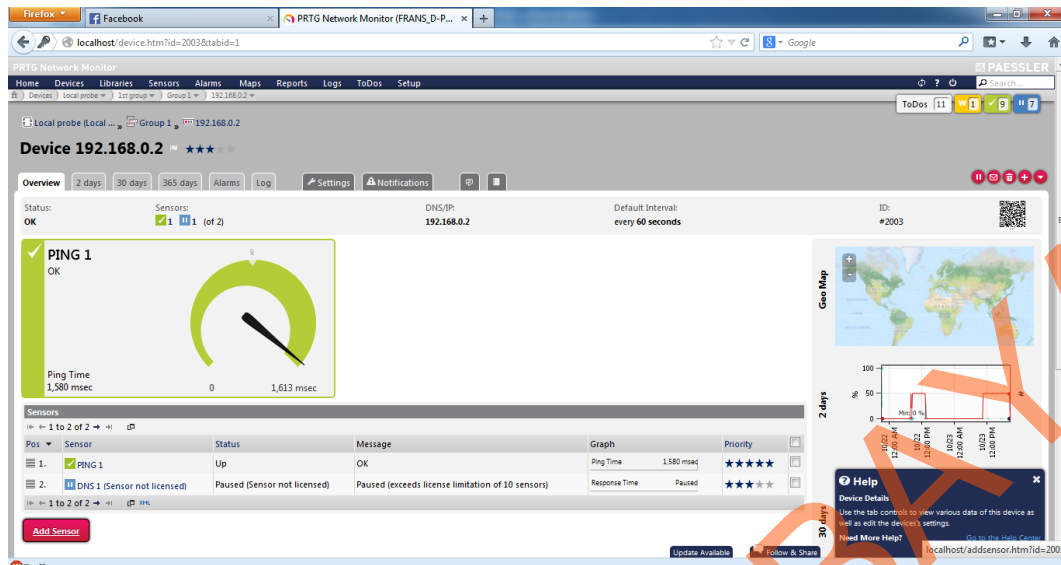 Firefox
Facebook
PRTG Network Monitor (FRANS_D-P...
localhost/device.htm?id=2003&tabid=1
Google
PRTG Network Monitor
PAESSLER
Home Devices Libraries Sensors Alarms Maps Reports Logs ToDos Setup
Search...
Devices Local probe 1st group Group 1 192.168.0.2
ToDos 11 W 1 9 7
Local probe (Local ... Group 1 192.168.0.2
Device 192.168.0.2
Overview 2 days 30 days 365 days Alarms Log Settings Notifications
Status: Sensors: DNS/IP: Default Interval: ID:
OK 1 1 (of 2) 192.168.0.2 every 60 seconds #2003
PING 1
OK
Ping Time
1,580 msec
0 1,613 msec
Geo Map
2 days
100
50
0
%
#
Min: 0 %
10/22 12:00 AM
10/22 12:00 PM
10/23 12:00 AM
10/23 12:00 PM
Sensors
1 to 2 of 2
Pos Sensor Status Message Graph Priority
1. PING 1 Up OK Ping Time 1,580 msec
2. DNS 1 (Sensor not licensed) Paused (Sensor not licensed) Paused (exceeds license limitation of 10 sensors) Response Time Paused
1 to 2 of 2 XML
Add Sensor
30 days
Help
Device Details
Use the tab controls to view various data of this device as
well as edit the devices's settings.
Need More Help? Go to the Help Center
Update Available Follow & Share
localhost/addsensor.htm?id=200